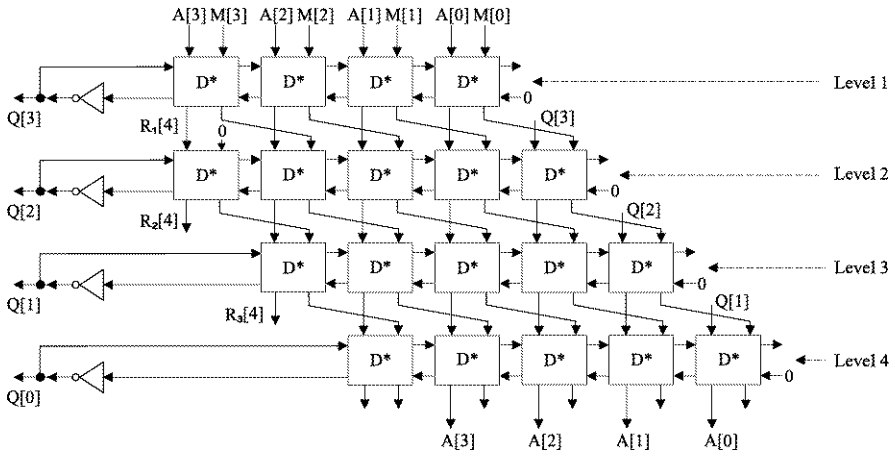 A[3] M[3] A[2] M[2] A[1] M[1] A[0] M[0]
D* D* D* D* Level 1
0
Q[3] R₁[4] 0 Q[3]
D* D* D* D* D* Level 2
0
Q[2] R₂[4] Q[2]
D* D* D* D* D* Level 3
0
Q[1] R₃[4] Q[1]
D* D* D* D* D* Level 4
0
Q[0]
A[3] A[2] A[1] A[0]